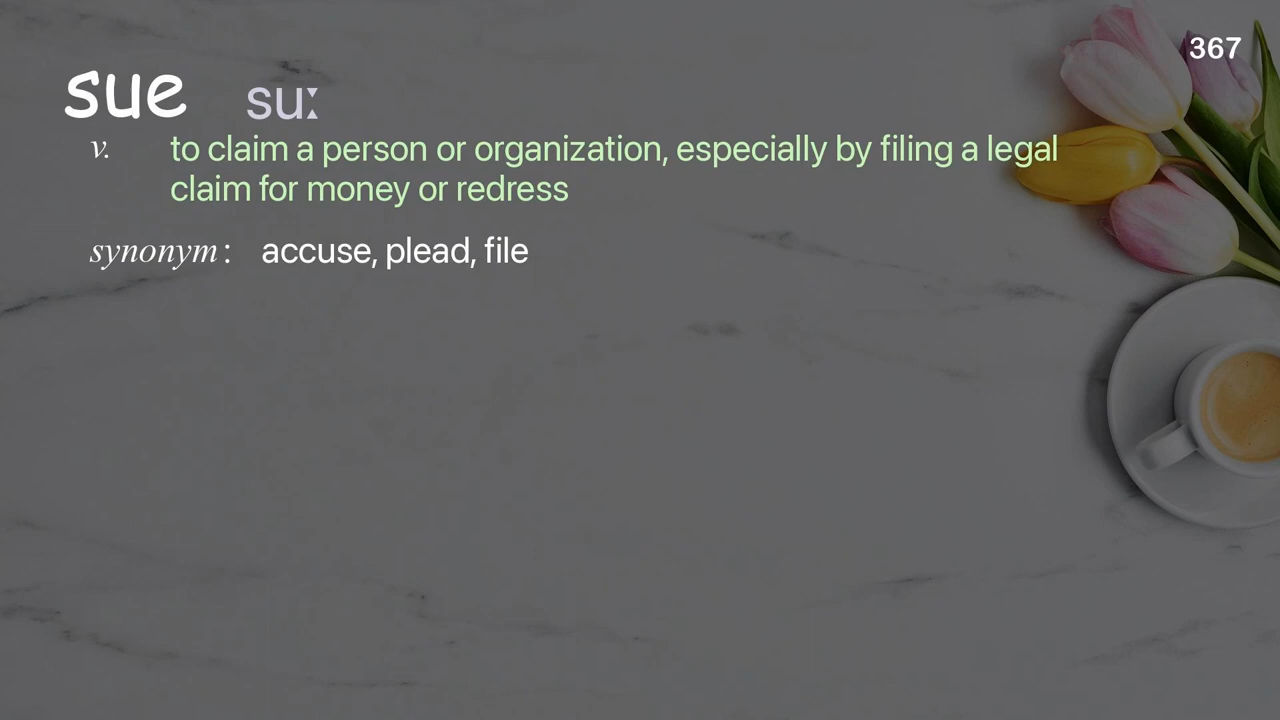 367
sue suː
v. to claim a person or organization, especially by filing a legal
claim for money or redress
synonym: accuse, plead, file